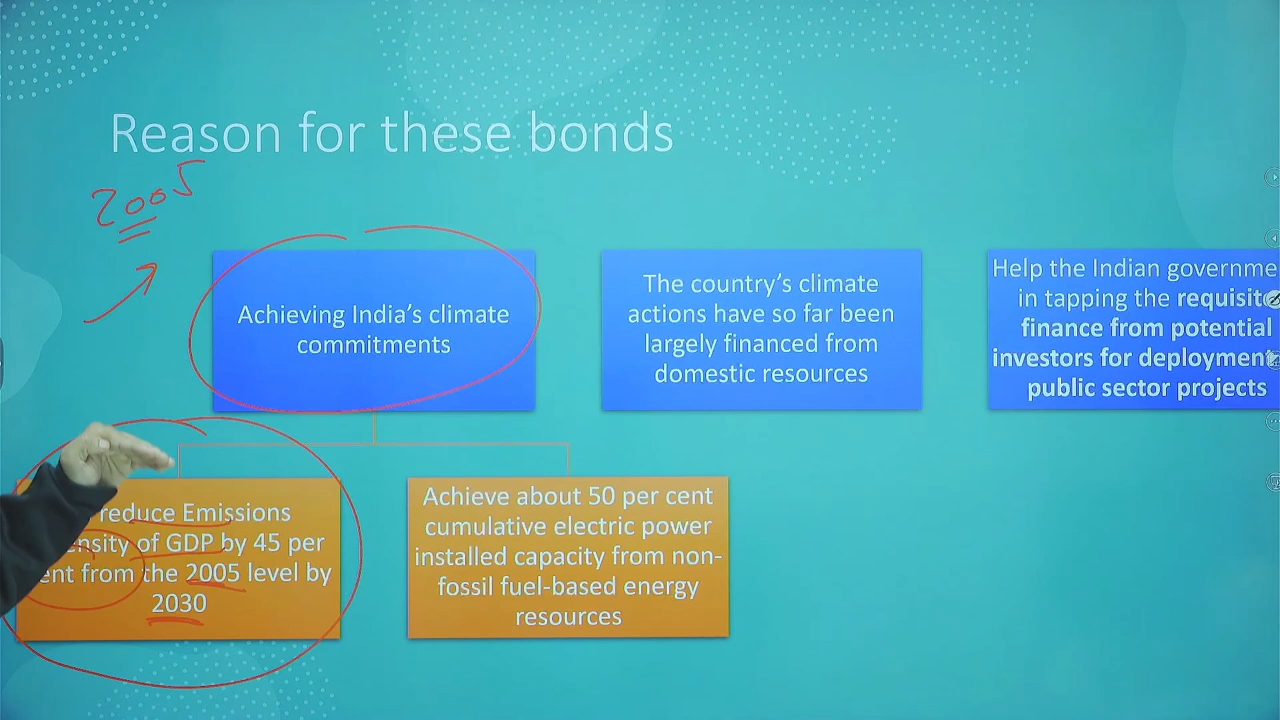 Reason for these bonds
2005
Achieving India's climate
commitments
The country's climate
actions have so far been
largely financed from
domestic resources
Help the Indian
in tapping the
finance from potential
investors for
public sector projects
reduce Emissions
of GDP by 45 per
from the 2005 level by
2030
Achieve about 50 per cent
cumulative electric power
installed capacity from non-
fossil fuel-based energy
resources